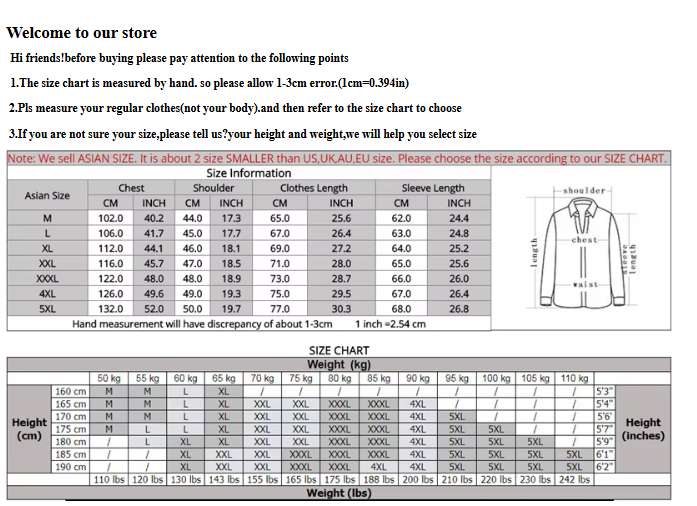 Welcome to our store
Hi friends!before buying please pay attention to the following points
1.The size chart is measured by hand. so please allow 1-3cm error.(1cm=0.394in)
2.Pls measure your regular clothes(not your body).and then refer to the size chart to choose
3.If you are not sure your size,please tell us?your height and weight,we will help you select size
Note: We sell ASIAN SIZE. It is about 2 size SMALLER than US,UK,AU,EU size. Please choose the size according to our SIZE CHART.
Size Information
Asian Size Chest Shoulder Clothes Length Sleeve Length
CM INCH CM INCH CM INCH CM INCH
M 102.0 40.2 44.0 17.3 65.0 25.6 62.0 24.4
L 106.0 41.7 45.0 17.7 67.0 26.4 63.0 24.8
XL 112.0 44.1 46.0 18.1 69.0 27.2 64.0 25.2
XXL 116.0 45.7 47.0 18.5 71.0 28.0 65.0 25.6
XXXL 122.0 48.0 48.0 18.9 73.0 28.7 66.0 26.0
4XL 126.0 49.6 49.0 19.3 75.0 29.5 67.0 26.4
5XL 132.0 52.0 50.0 19.7 77.0 30.3 68.0 26.8
Hand measurement will have discrepancy of about 1-3cm 1 inch =2.54 cm
shoulder
chest
length
sleeve length
waist
SIZE CHART
Weight (kg)
50 kg 55 kg 60 kg 65 kg 70 kg 75 kg 80 kg 85 kg 90 kg 95 kg 100 kg 105 kg 110 kg
Height (cm)
160 cm M M L XL / / / / / / / / / 5'3"
165 cm M M L XL XXL XXL XXXL XXXL 4XL / / / / 5'4"
170 cm M M L XL XXL XXL XXXL XXXL 4XL 5XL / / / 5'6'
175 cm M L L XL XXL XXL XXXL XXXL 4XL 5XL 5XL / / 5'7"
180 cm / L XL XL XXL XXL XXXL XXXL 4XL 5XL 5XL 5XL / 5'9"
185 cm / / XL XXL XXL XXXL XXXL XXXL 4XL 5XL 5XL 5XL 5XL 6'1"
190 cm / / XL XXL XXL XXXL XXXL 4XL 4XL 5XL 5XL 5XL 5XL 6'2"
Height (inches)
110 lbs 120 lbs 130 lbs 143 lbs 155 lbs 165 lbs 175 lbs 188 lbs 200 lbs 210 lbs 220 lbs 230 lbs 242 lbs
Weight (lbs)